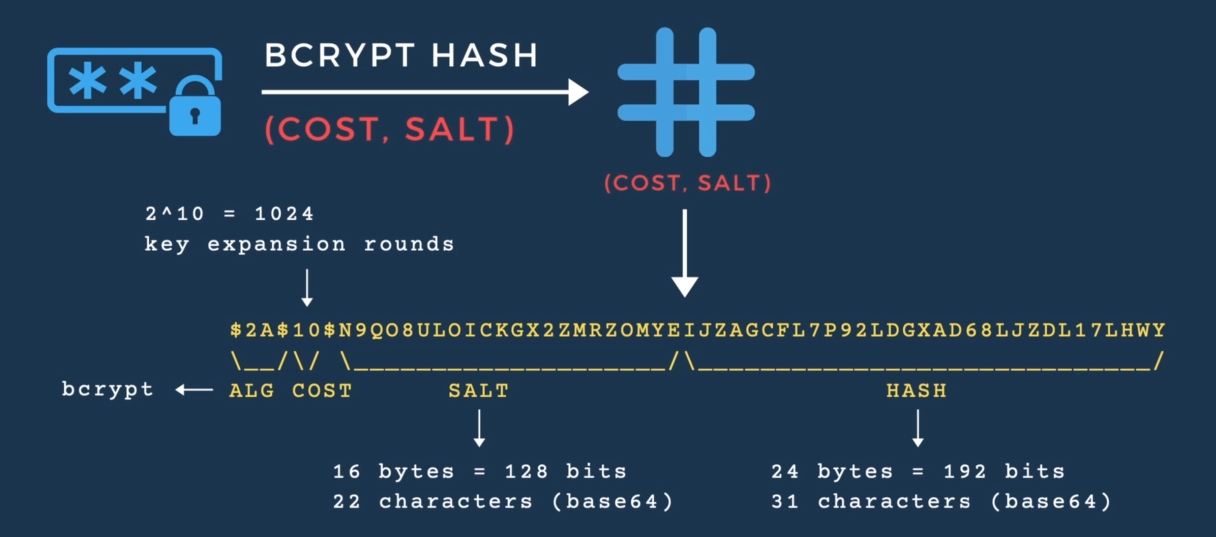 **
BCRYPT HASH
(COST, SALT)
#
(COST, SALT)
2^10 = 1024
key expansion rounds
$2A$10$N9QO8ULOICKGX2ZMRZOMYEIJZAGCFL7P92LDGXAD68LJZDL17LHWY
\__/\/ \____________________/\_____________________________/
bcrypt
ALG COST
SALT
HASH
16 bytes = 128 bits
22 characters (base64)
24 bytes = 192 bits
31 characters (base64)